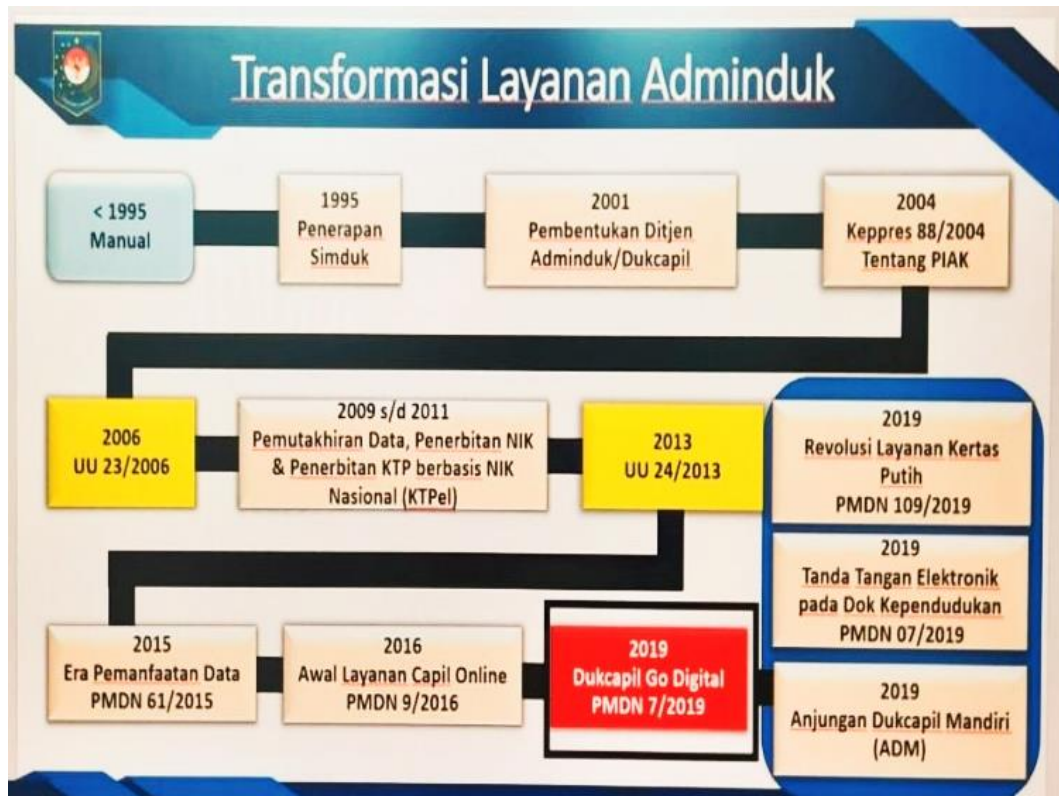 Transformasi Layanan Adminduk
< 1995
Manual
1995
Penerapan
Simduk
2001
Pembentukan Ditjen
Adminduk/Dukcapil
2004
Keppres 88/2004
Tentang PIAK
2006
UU 23/2006
2009 s/d 2011
Pemutakhiran Data, Penerbitan NIK
& Penerbitan KTP berbasis NIK
Nasional (KTPel)
2013
UU 24/2013
2019
Revolusi Layanan Kertas
Putih
PMDN 109/2019
2019
Tanda Tangan Elektronik
pada Dok Kependudukan
PMDN 07/2019
2019
Anjungan Dukcapil Mandiri
(ADM)
2015
Era Pemanfaatan Data
PMDN 61/2015
2016
Awal Layanan Capil Online
PMDN 9/2016
2019
Dukcapil Go Digital
PMDN 7/2019